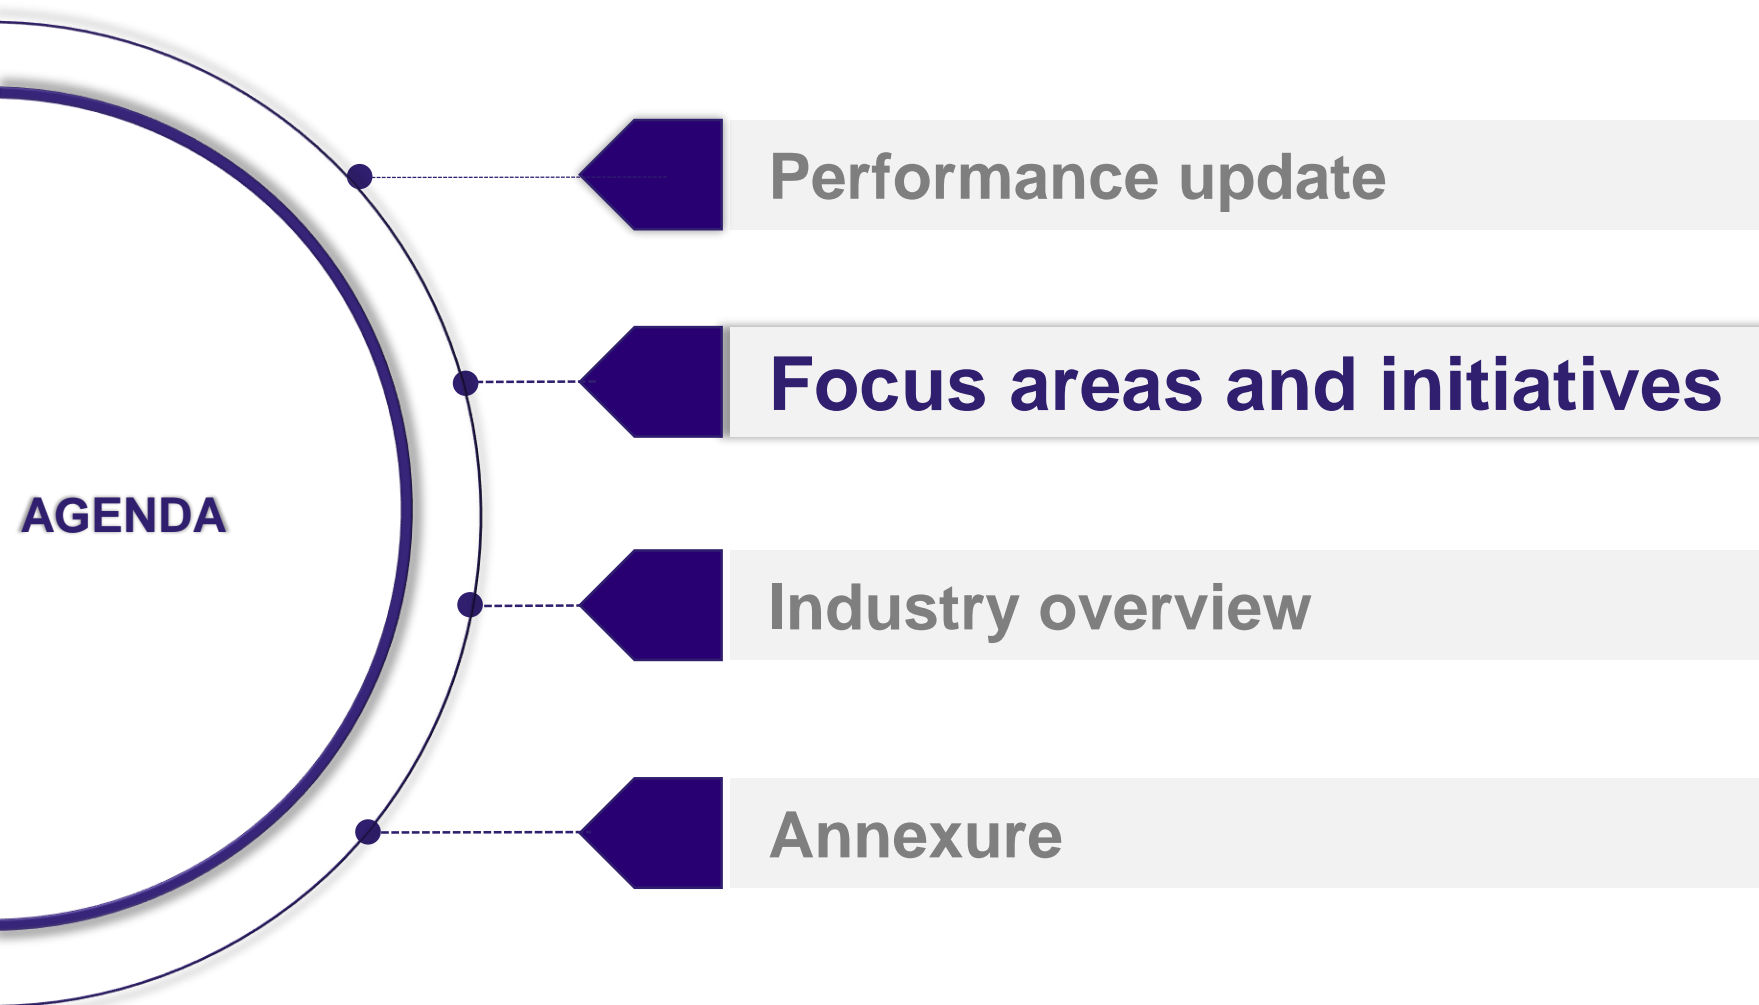 AGENDA
Performance update
Focus areas and initiatives
Industry overview
Annexure